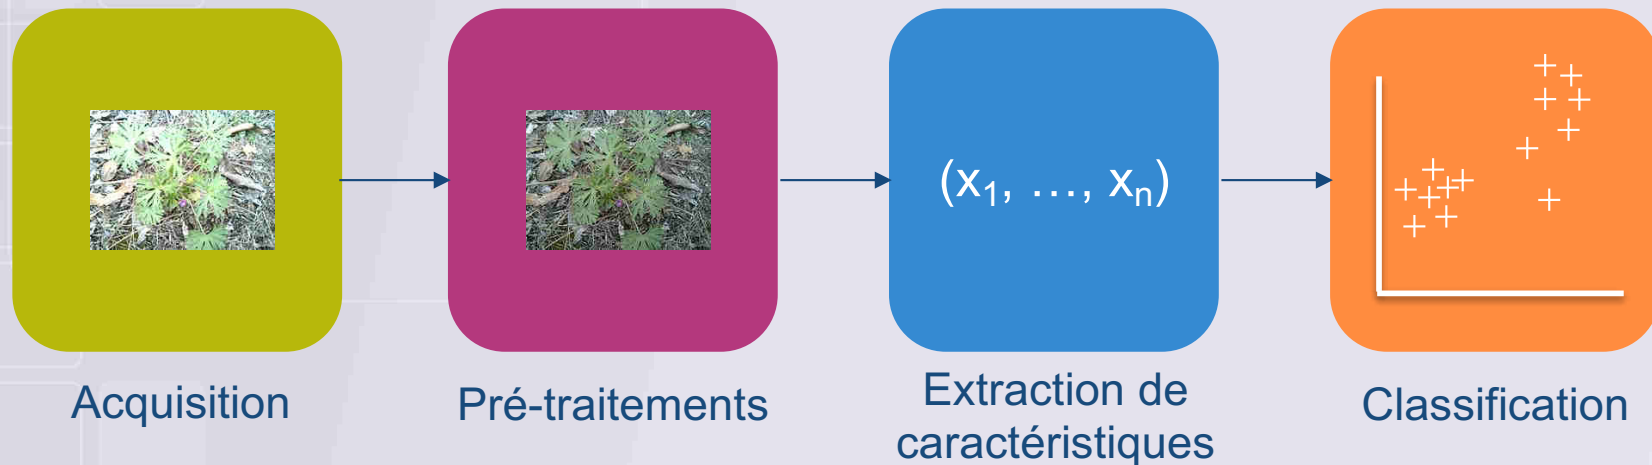 (x₁, …, xₙ)
Acquisition
Pré-traitements
Extraction de
caractéristiques
Classification